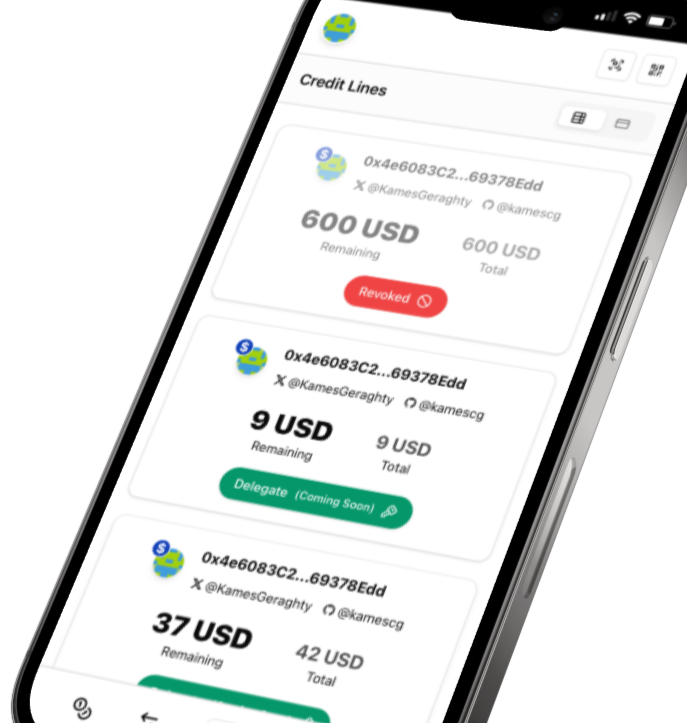 Credit Lines
0x4e6083C2...69378Edd
@KamesGeraghty @kamescg
600 USD 600 USD
Remaining Total
Revoked
$
0x4e6083C2...69378Edd
@KamesGeraghty @kamescg
9 USD 9 USD
Remaining Total
Delegate (Coming Soon)
$
0x4e6083C2...69378Edd
@KamesGeraghty @kamescg
37 USD 42 USD
Remaining Total